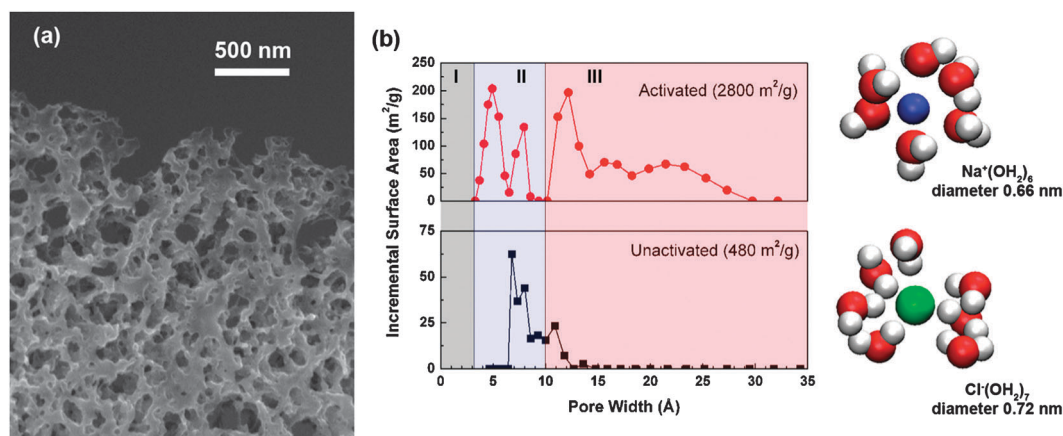 (a)
500 nm
(b)
I II III
Activated (2800 m²/g)
250
200
150
100
50
0
Unactivated (480 m²/g)
75
50
25
0
0 5 10 15 20 25 30 35
Pore Width (Å)
Incremental Surface Area (m²/g)
Na⁺(OH₂)₆
diameter 0.66 nm
Cl⁻(OH₂)₇
diameter 0.72 nm